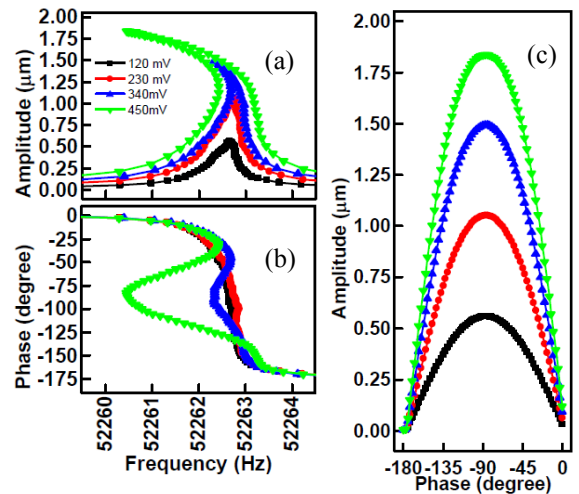 2.00
1.75
1.50
1.25
1.00
0.75
0.50
0.25
0.00
Amplitude (μm)
(a)
120 mV
230 mV
340mV
450mV
0
-25
-50
-75
-100
-125
-150
-175
Phase (degree)
(b)
52260
52261
52262
52263
52264
Frequency (Hz)
2.00
1.75
1.50
1.25
1.00
0.75
0.50
0.25
0.00
Amplitude (μm)
(c)
-180 -135 -90 -45 0
Phase (degree)